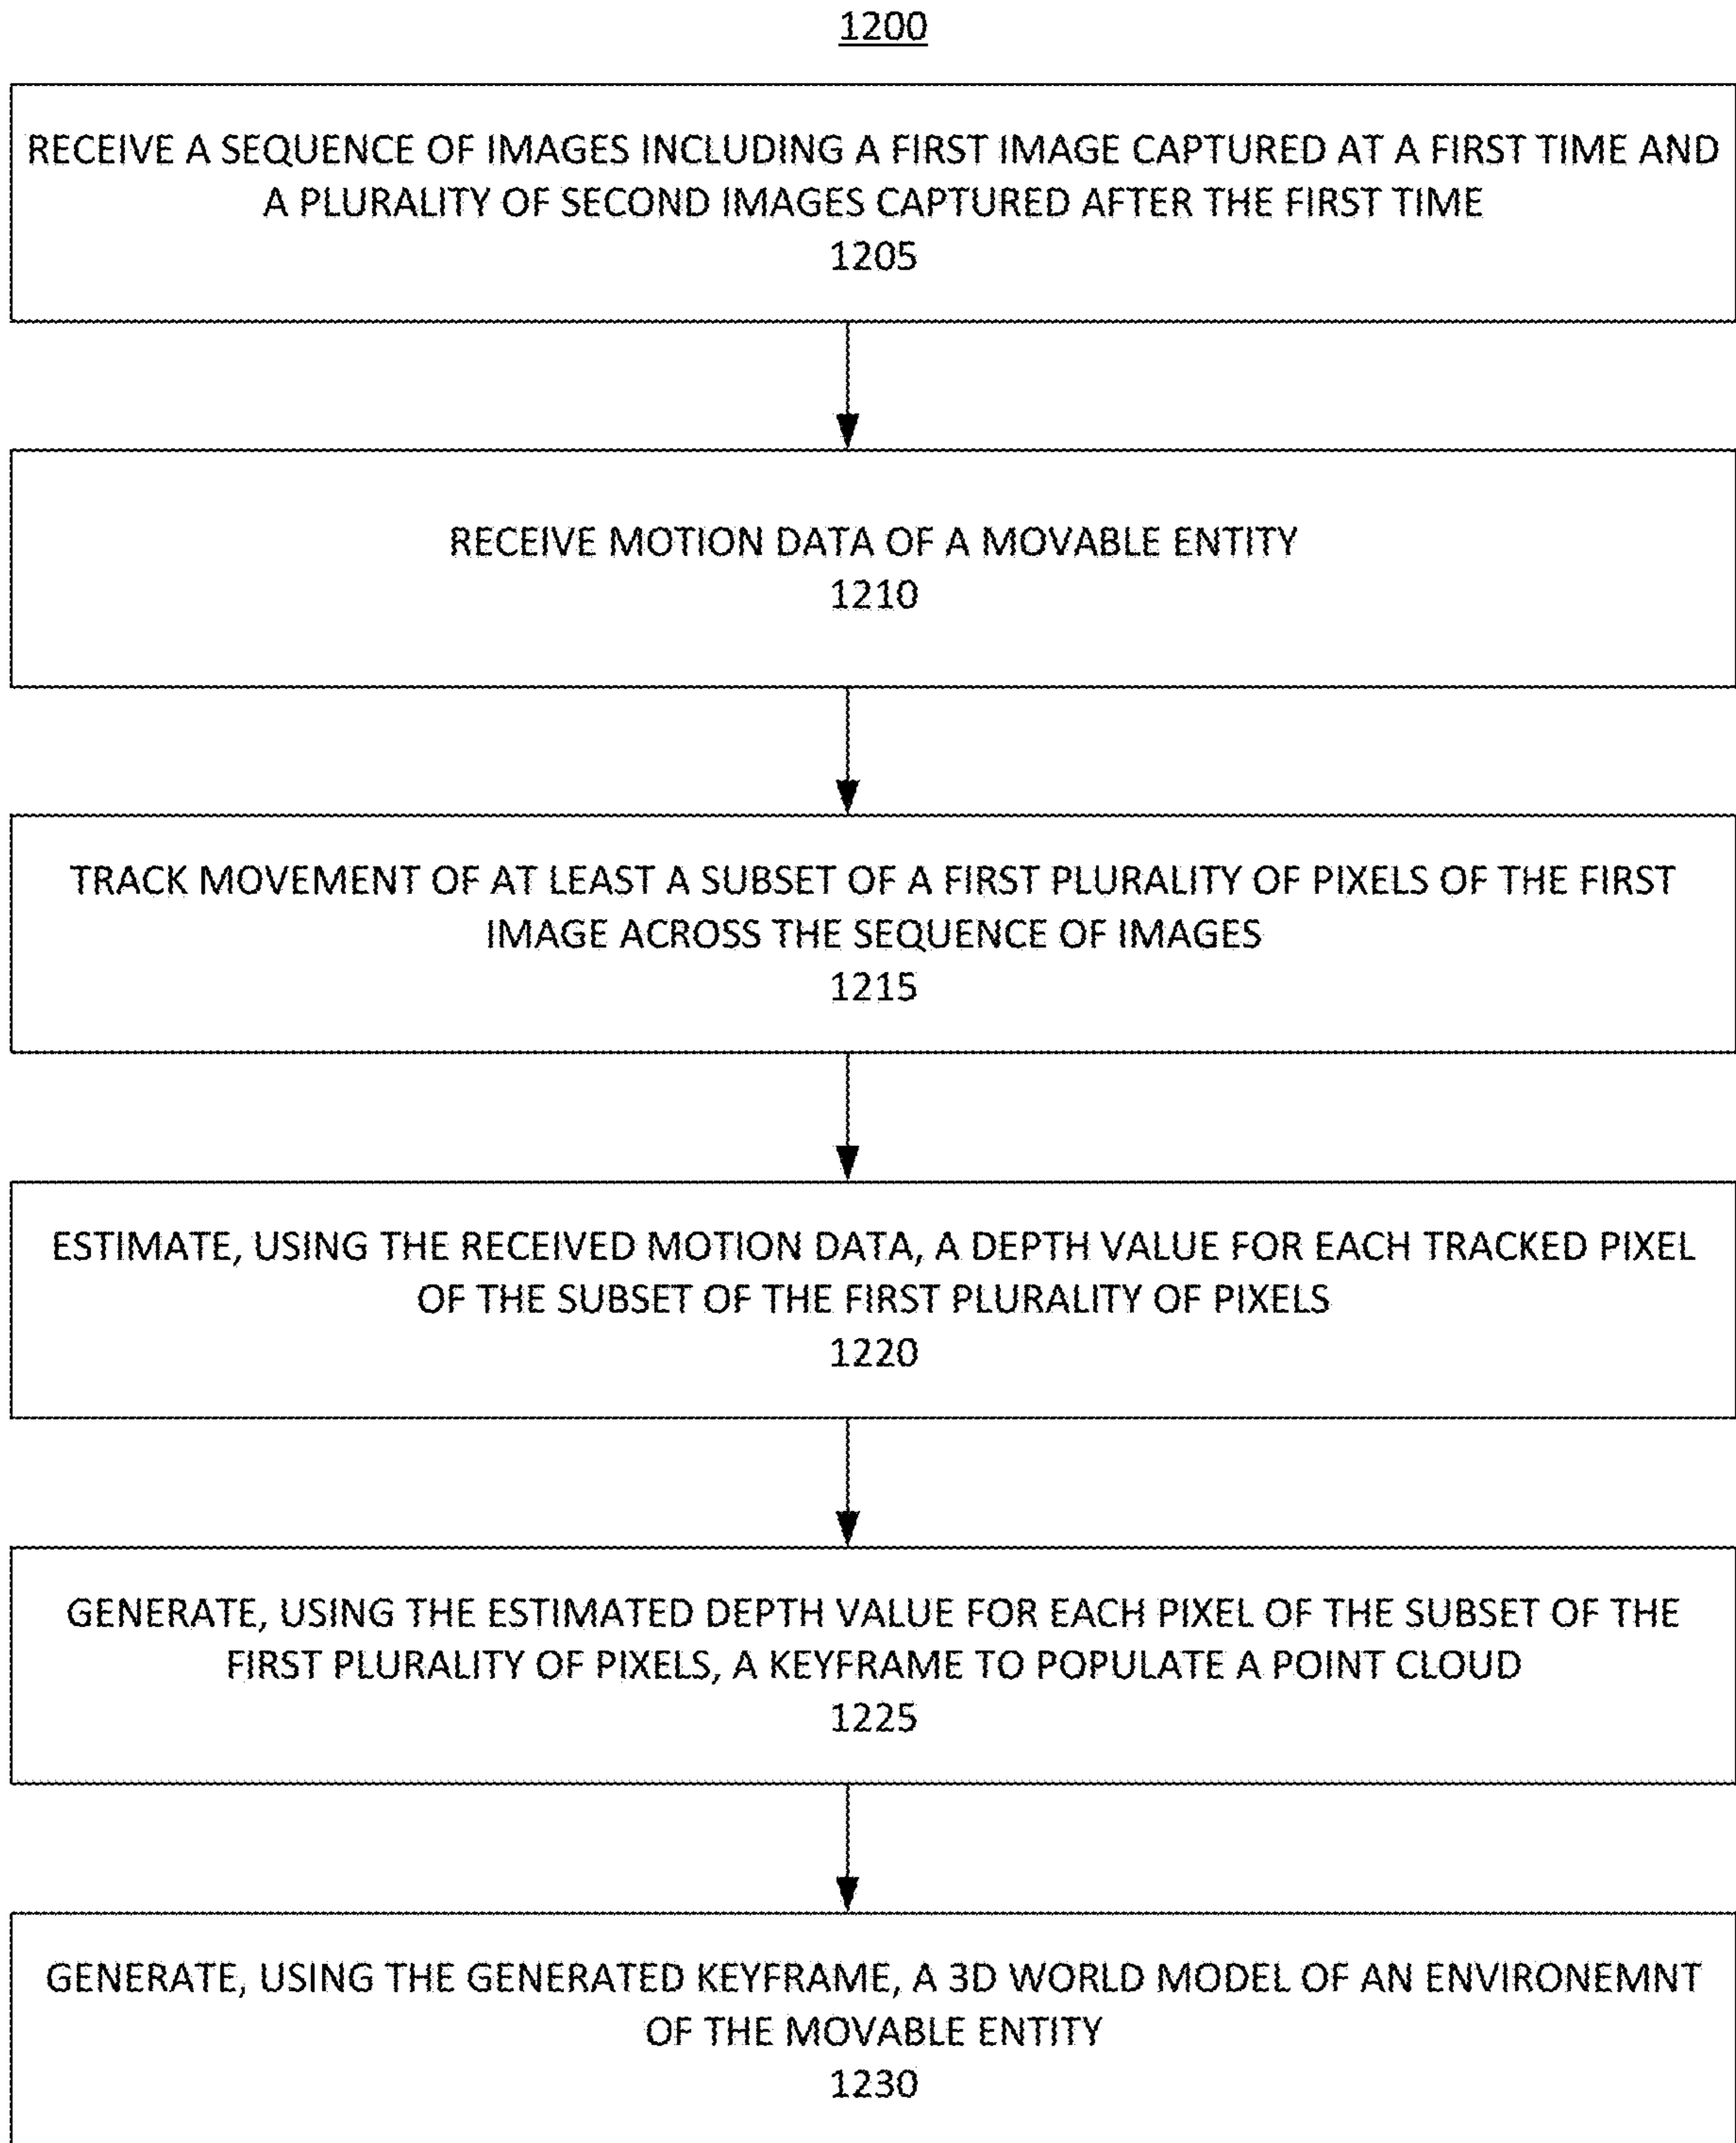 1200
RECEIVE A SEQUENCE OF IMAGES INCLUDING A FIRST IMAGE CAPTURED AT A FIRST TIME AND
A PLURALITY OF SECOND IMAGES CAPTURED AFTER THE FIRST TIME
1205
RECEIVE MOTION DATA OF A MOVABLE ENTITY
1210
TRACK MOVEMENT OF AT LEAST A SUBSET OF A FIRST PLURALITY OF PIXELS OF THE FIRST
IMAGE ACROSS THE SEQUENCE OF IMAGES
1215
ESTIMATE, USING THE RECEIVED MOTION DATA, A DEPTH VALUE FOR EACH TRACKED PIXEL
OF THE SUBSET OF THE FIRST PLURALITY OF PIXELS
1220
GENERATE, USING THE ESTIMATED DEPTH VALUE FOR EACH PIXEL OF THE SUBSET OF THE
FIRST PLURALITY OF PIXELS, A KEYFRAME TO POPULATE A POINT CLOUD
1225
GENERATE, USING THE GENERATED KEYFRAME, A 3D WORLD MODEL OF AN ENVIRONEMNT
OF THE MOVABLE ENTITY
1230